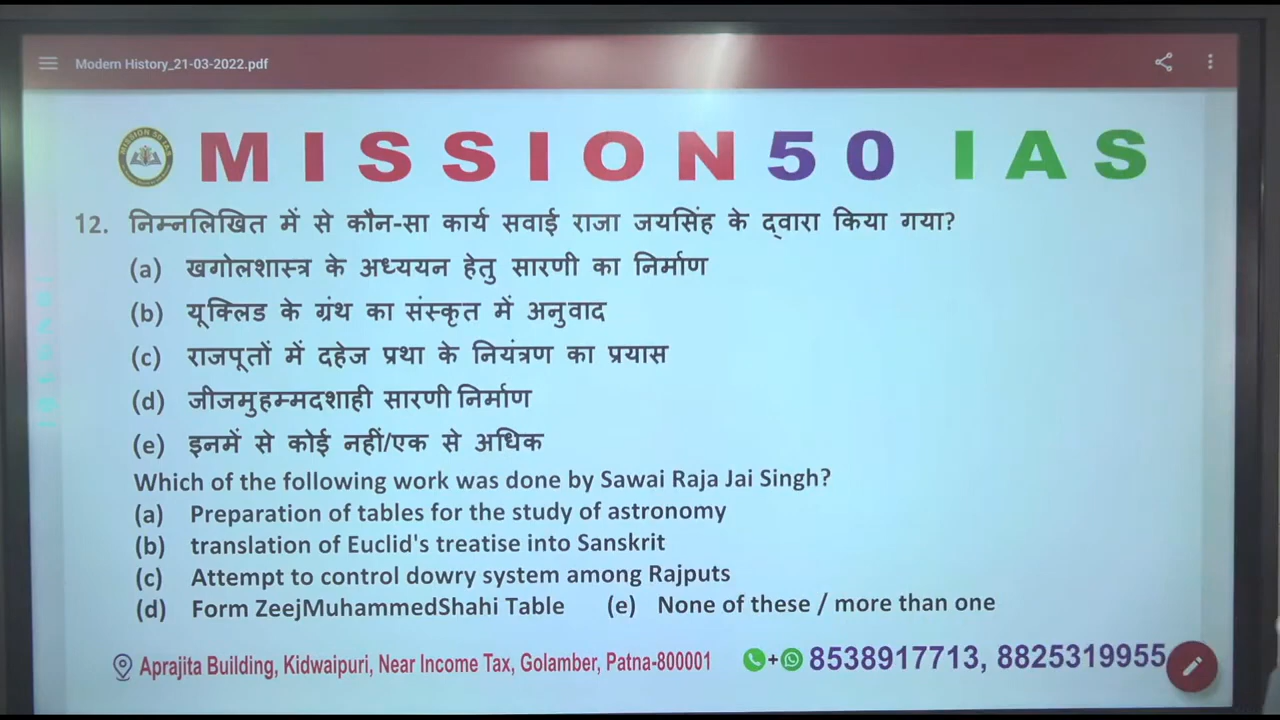 Modern History_21-03-2022.pdf
MISSION 50 IAS
12. निम्नलिखित में से कौन-सा कार्य सवाई राजा जयसिंह के द्वारा किया गया?
(a) खगोलशास्त्र के अध्ययन हेतु सारणी का निर्माण
(b) यूक्लिड के ग्रंथ का संस्कृत में अनुवाद
(c) राजपूतों में दहेज प्रथा के नियंत्रण का प्रयास
(d) जीजमुहम्मदशाही सारणी निर्माण
(e) इनमें से कोई नहीं/एक से अधिक
Which of the following work was done by Sawai Raja Jai Singh?
(a) Preparation of tables for the study of astronomy
(b) translation of Euclid's treatise into Sanskrit
(c) Attempt to control dowry system among Rajputs
(d) Form ZeejMuhammedShahi Table (e) None of these / more than one
Aprajita Building, Kidwaipuri, Near Income Tax, Golamber, Patna-800001 + 8538917713, 8825319955